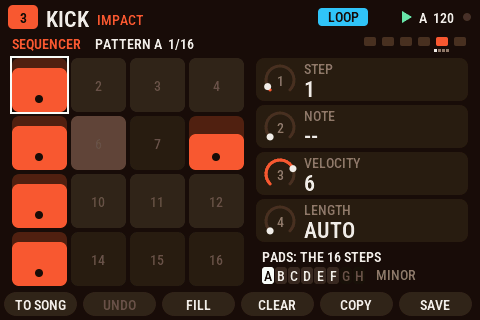 3 KICK IMPACT LOOP A 120
SEQUENCER PATTERN A 1/16
2 3 4
6 7
10 11 12
14 15 16
1 STEP
1
2 NOTE
--
3 VELOCITY
6
4 LENGTH
AUTO
PADS: THE 16 STEPS
A B C D E F G H MINOR
TO SONG UNDO FILL CLEAR COPY SAVE